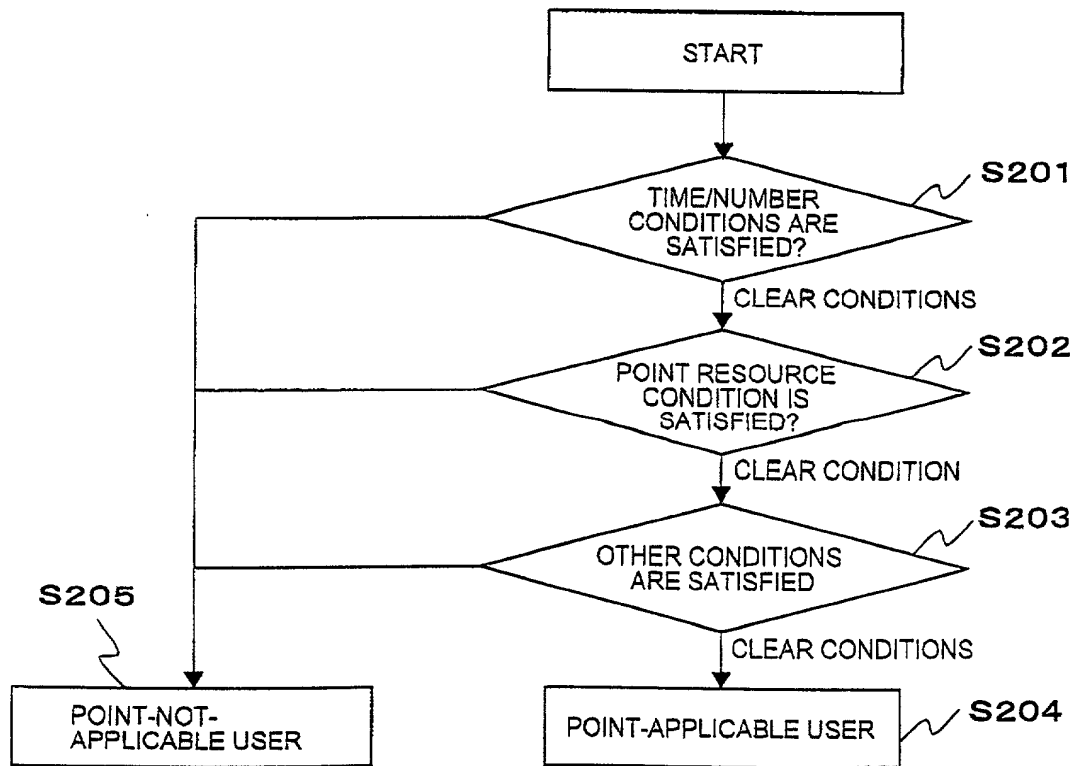 START
S201
TIME/NUMBER
CONDITIONS ARE
SATISFIED?
CLEAR CONDITIONS
S202
POINT RESOURCE
CONDITION IS
SATISFIED?
CLEAR CONDITION
S203
OTHER CONDITIONS
ARE SATISFIED
S205
CLEAR CONDITIONS
POINT-NOT-
APPLICABLE USER
POINT-APPLICABLE USER
S204